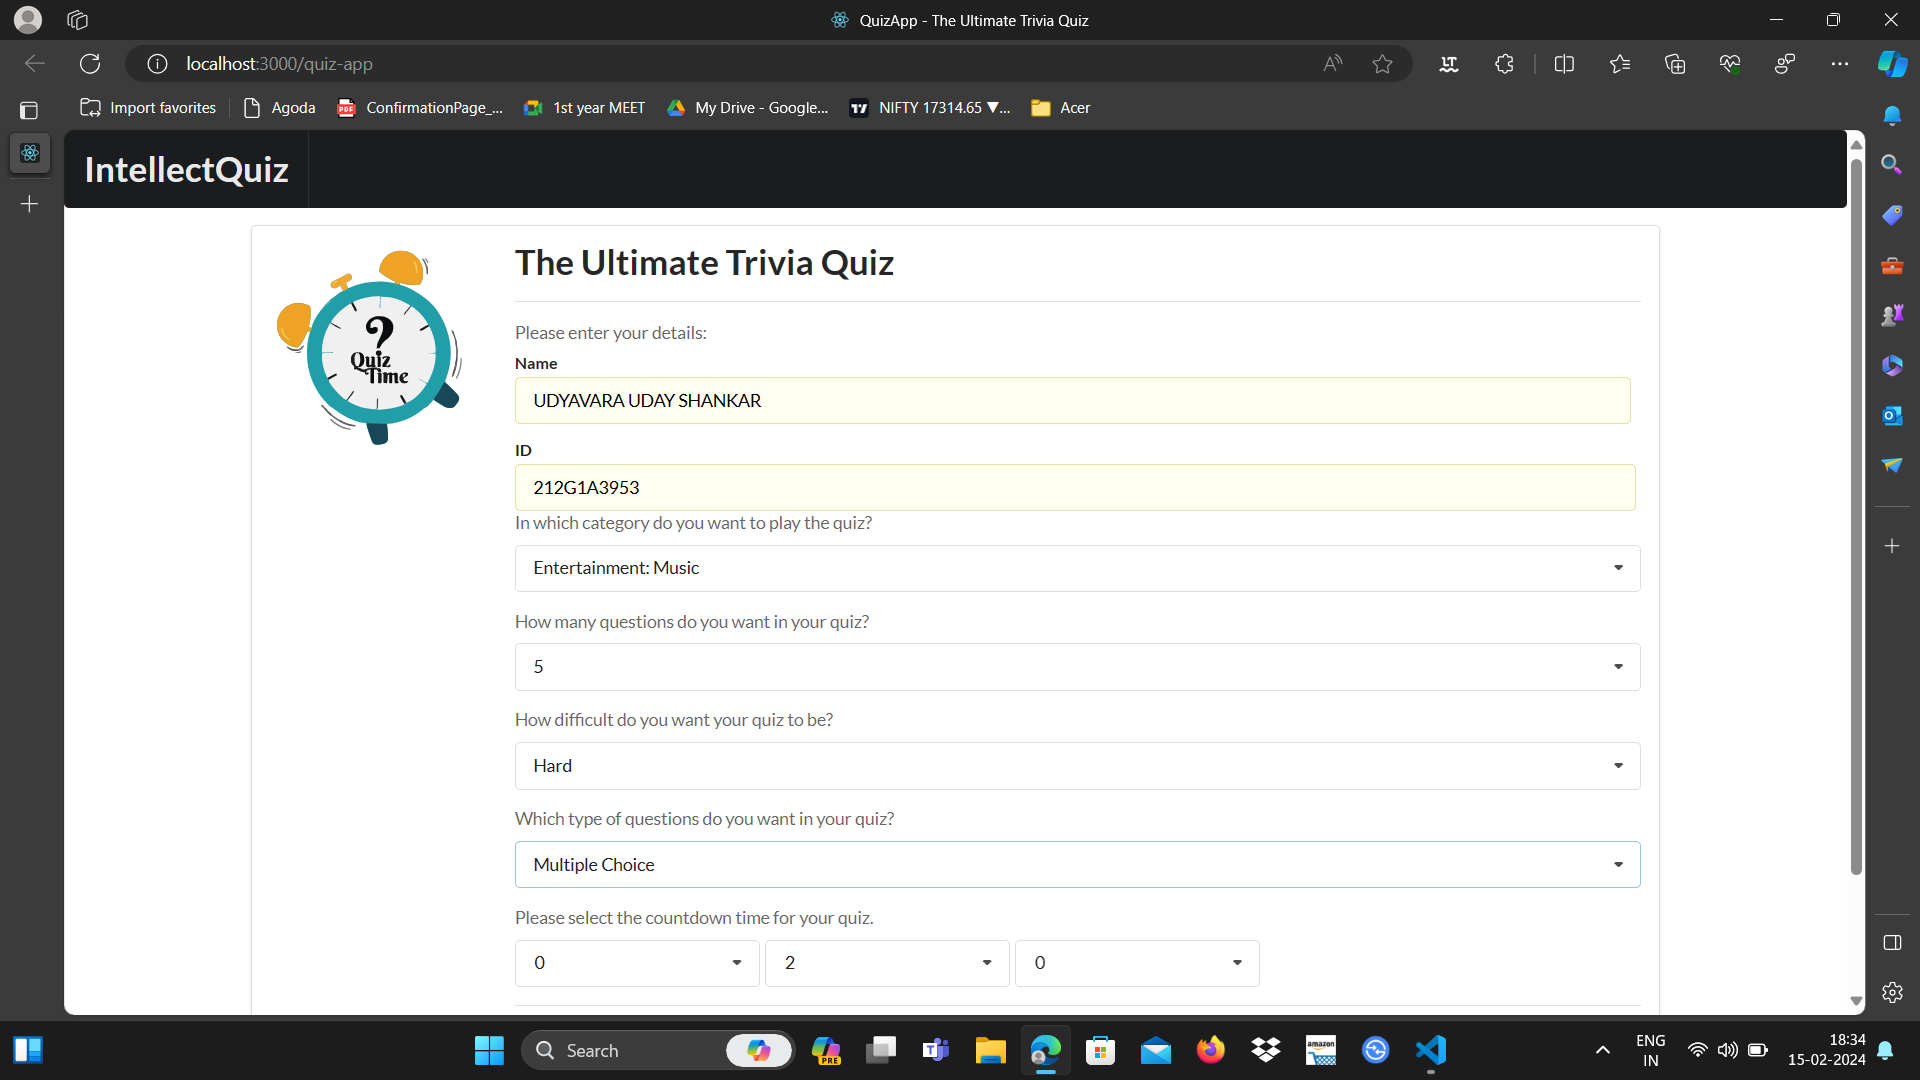 QuizApp - The Ultimate Trivia Quiz
localhost:3000/quiz-app
Import favorites
Agoda
ConfirmationPage_...
1st year MEET
My Drive - Google...
NIFTY 17314.65 ▼...
Acer
IntellectQuiz
The Ultimate Trivia Quiz
? Quiz Time
Please enter your details:
Name
UDYAVARA UDAY SHANKAR
ID
212G1A3953
In which category do you want to play the quiz?
Entertainment: Music
How many questions do you want in your quiz?
5
How difficult do you want your quiz to be?
Hard
Which type of questions do you want in your quiz?
Multiple Choice
Please select the countdown time for your quiz.
0 2 0
Search
PRE
amazon
ENG
IN
18:34
15-02-2024